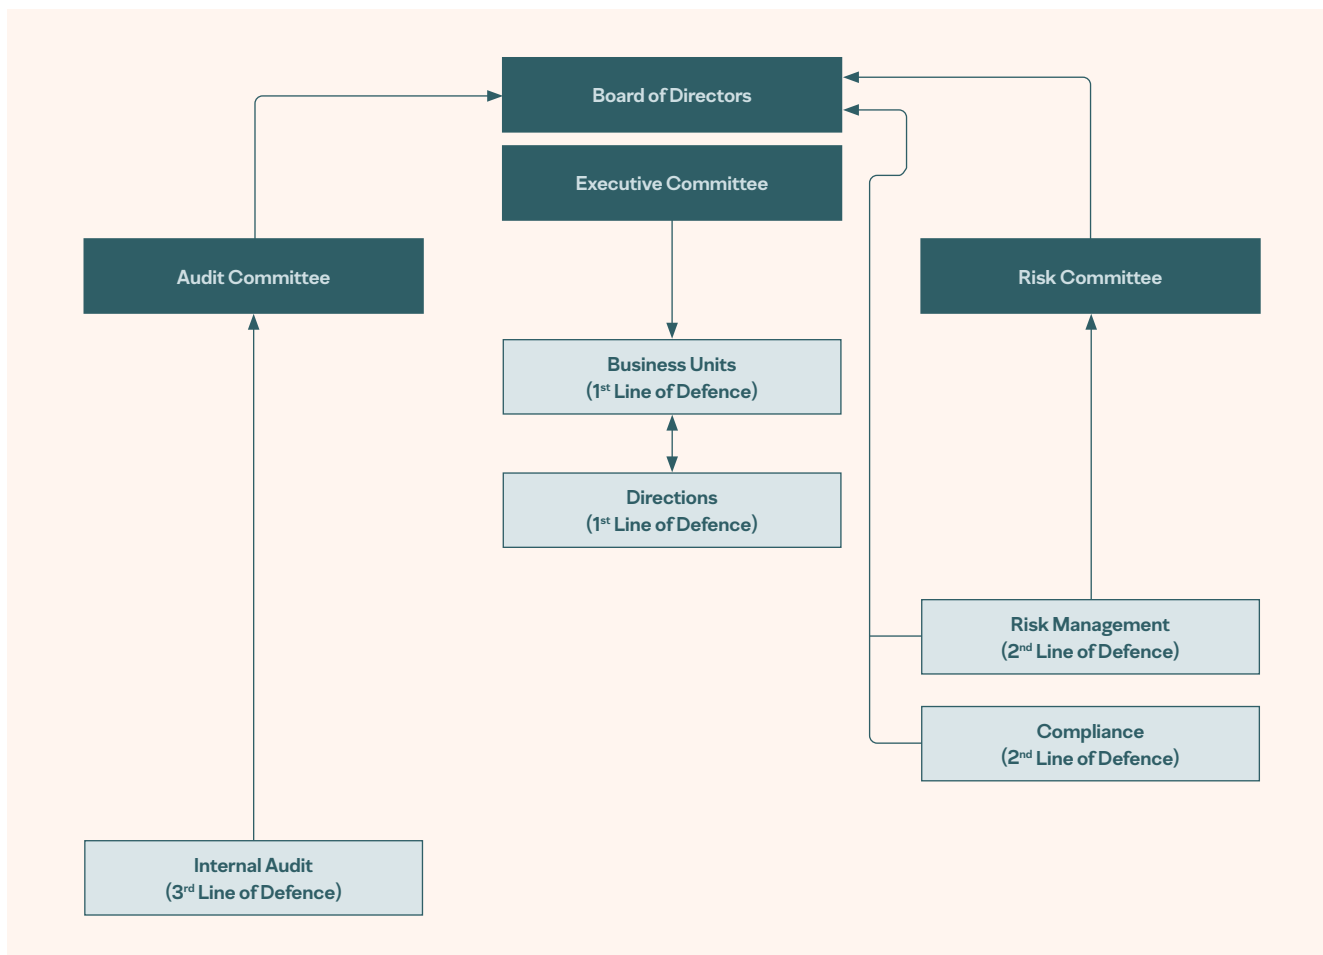 Board of Directors
Executive Committee
Audit Committee
Risk Committee
Business Units
(1st Line of Defence)
Directions
(1st Line of Defence)
Risk Management
(2nd Line of Defence)
Compliance
(2nd Line of Defence)
Internal Audit
(3rd Line of Defence)